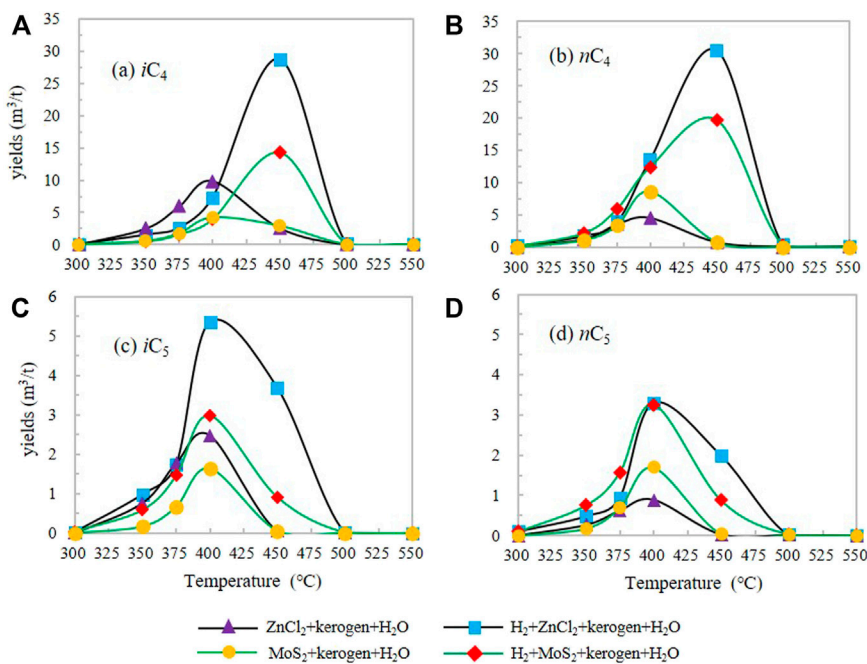 A
B
35
30
25
20
15
10
5
0
yields (m³/t)
(a) iC₄
300 325 350 375 400 425 450 475 500 525 550
35
30
25
20
15
10
5
0
(b) nC₄
300 325 350 375 400 425 450 475 500 525 550
C
D
6
5
4
3
2
1
0
yields (m³/t)
(c) iC₅
300 325 350 375 400 425 450 475 500 525 550
Temperature (°C)
6
5
4
3
2
1
0
(d) nC₅
300 325 350 375 400 425 450 475 500 525 550
Temperature (°C)
ZnCl₂+kerogen+H₂O
H₂+ZnCl₂+kerogen+H₂O
MoS₂+kerogen+H₂O
H₂+MoS₂+kerogen+H₂O